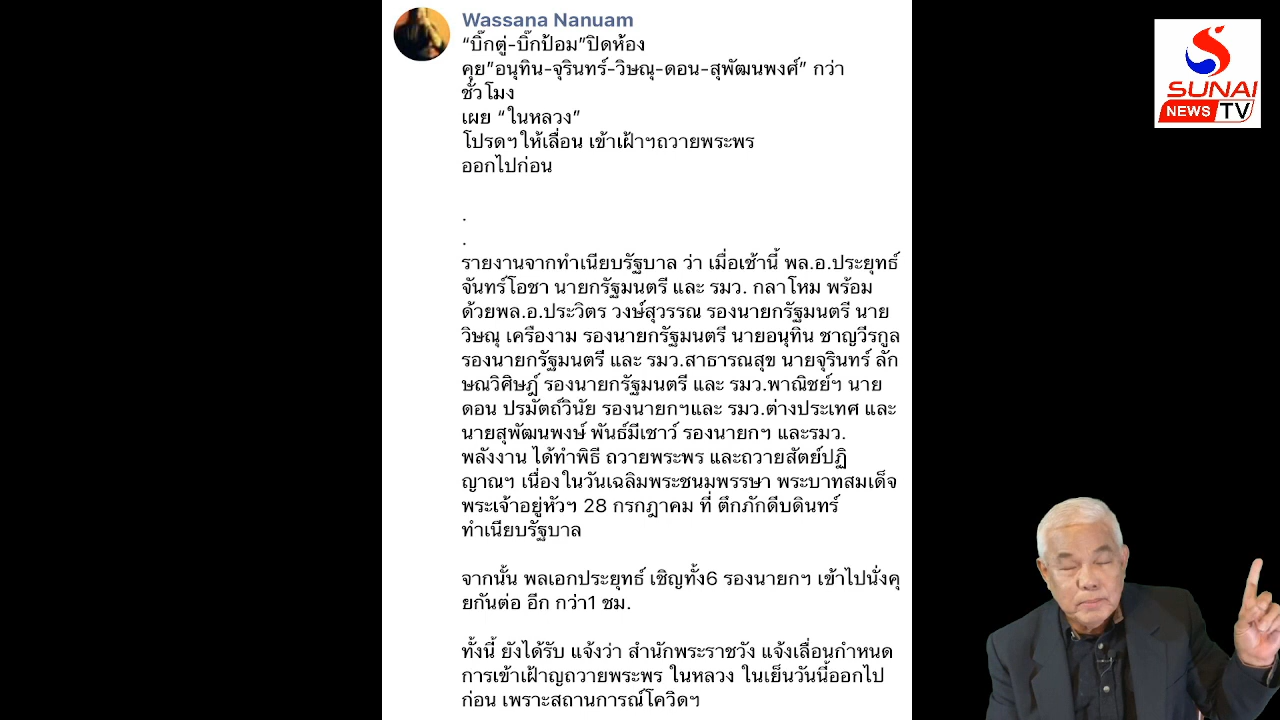 Wassana Nanuam
“บิ๊กตู่-บิ๊กป้อม”ปิดห้อง
คุย”อนุทิน-จุรินทร์-วิษณุ-ดอน-สุพัฒนพงศ์” กว่า
ชั่วโมง
เผย “ในหลวง”
โปรดฯให้เลื่อน เข้าเฝ้าฯถวายพระพร
ออกไปก่อน
.
.
รายงานจากทำเนียบรัฐบาล ว่า เมื่อเช้านี้ พล.อ.ประยุทธ์
จันทร์โอชา นายกรัฐมนตรี และ รมว. กลาโหม พร้อม
ด้วยพล.อ.ประวิตร วงษ์สุวรรณ รองนายกรัฐมนตรี นาย
วิษณุ เครืองาม รองนายกรัฐมนตรี นายอนุทิน ชาญวีรกูล
รองนายกรัฐมนตรี และ รมว.สาธารณสุข นายจุรินทร์ ลัก
ษณวิศิษฎ์ รองนายกรัฐมนตรี และ รมว.พาณิชย์ฯ นาย
ดอน ปรมัตถ์วินัย รองนายกฯและ รมว.ต่างประเทศ และ
นายสุพัฒนพงษ์ พันธ์มีเชาว์ รองนายกฯ และรมว.
พลังงาน ได้ทำพิธี ถวายพระพร และถวายสัตย์ปฏิ
ญาณฯ เนื่องในวันเฉลิมพระชนมพรรษา พระบาทสมเด็จ
พระเจ้าอยู่หัวฯ 28 กรกฎาคม ที่ ตึกภักดีบดินทร์
ทำเนียบรัฐบาล
จากนั้น พลเอกประยุทธ์ เชิญทั้ง6 รองนายกฯ เข้าไปนั่งคุ
ยกันต่อ อีก กว่า1 ชม.
ทั้งนี้ ยังได้รับ แจ้งว่า สำนักพระราชวัง แจ้งเลื่อนกำหนด
การเข้าเฝ้าญถวายพระพร ในหลวง ในเย็นวันนี้ออกไป
ก่อน เพราะสถานการณ์โควิดฯ
SUNAI
NEWS TV